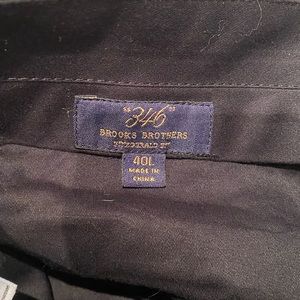 "346"
BROOKS BROTHERS
FITZGERALD FIT
40L
MADE IN
CHINA